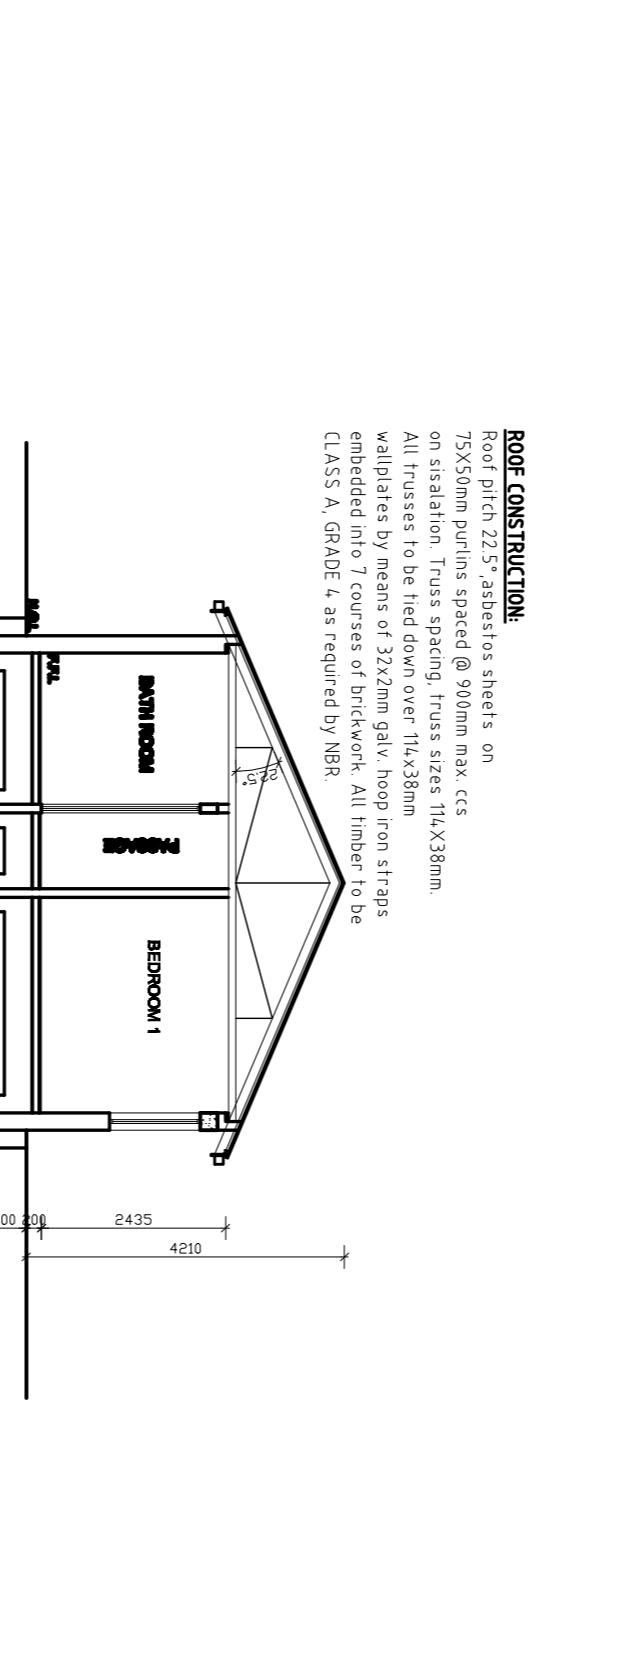 ROOF CONSTRUCTION:
Roof pitch 22.5°,asbestos sheets on
75X50mm purlins spaced @ 900mm max. ccs
on sisalation. Truss spacing, truss sizes 114X38mm.
All trusses to be tied down over 114x38mm
wallplates by means of 32x2mm galv. hoop iron straps
embedded into 7 courses of brickwork. All timber to be
CLASS A, GRADE 4 as required by NBR.
22.5°
N.G.L.
F.F.L.
BATH ROOM
PASSAGE
BEDROOM 1
00
200
2435
4210